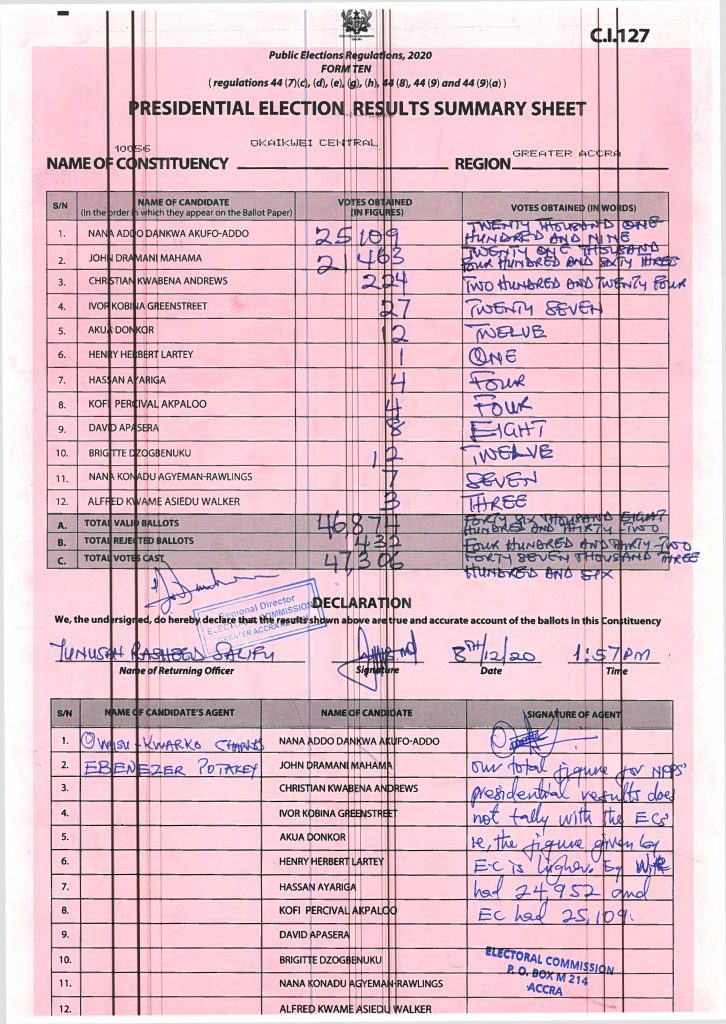 C.I.127
Public Elections Regulations, 2020
FORM TEN
( regulations 44 (7)(c), (d), (e), (g), (h), 44 (8), 44 (9) and 44 (9)(a) )
PRESIDENTIAL ELECTION RESULTS SUMMARY SHEET
10056 OKAIKWEI CENTRAL GREATER ACCRA
NAME OF CONSTITUENCY REGION
S/N NAME OF CANDIDATE (In the order in which they appear on the Ballot Paper) VOTES OBTAINED (IN FIGURES) VOTES OBTAINED (IN WORDS)
1. NANA ADDO DANKWA AKUFO-ADDO 25109 TWENTY THOUSAND ONE HUNDRED AND NINE
2. JOHN DRAMANI MAHAMA 21463 TWENTY ONE THOUSAND FOUR HUNDRED AND SIXTY THREE
3. CHRISTIAN KWABENA ANDREWS 224 TWO HUNDRED AND TWENTY FOUR
4. IVOR KOBINA GREENSTREET 27 TWENTY SEVEN
5. AKUA DONKOR 12 TWELVE
6. HENRY HERBERT LARTEY 1 ONE
7. HASSAN AYARIGA 4 FOUR
8. KOFI PERCIVAL AKPALOO 4 FOUR
9. DAVID APASERA 8 EIGHT
10. BRIGITTE DZOGBENUKU 12 TWELVE
11. NANA KONADU AGYEMAN-RAWLINGS 7 SEVEN
12. ALFRED KWAME ASIEDU WALKER 3 THREE
A. TOTAL VALID BALLOTS 46,874 FORTY SIX THOUSAND EIGHT HUNDRED AND THIRTY-TWO
B. TOTAL REJECTED BALLOTS 432 FOUR HUNDRED AND THIRTY-TWO
C. TOTAL VOTES CAST 47,306 FORTY SEVEN THOUSAND THREE HUNDRED AND SIX
Regional Director
ELECTORAL COMMISSION
GREATER ACCRA REGION
DECLARATION
We, the undersigned, do hereby declare that the results shown above are true and accurate account of the ballots in this Constituency
YUNUSAH RASHEED SALIFU 8TH/12/20 1:57PM
Name of Returning Officer Signature Date Time
S/N NAME OF CANDIDATE'S AGENT NAME OF CANDIDATE SIGNATURE OF AGENT
1. OWUSU-KWARKO CHARLES NANA ADDO DANKWA AKUFO-ADDO
2. EBENEZER POTAKEY JOHN DRAMANI MAHAMA our total figure for NPPS'
3. CHRISTIAN KWABENA ANDREWS presidential results does
4. IVOR KOBINA GREENSTREET not tally with the ECs'
5. AKUA DONKOR ie, the figure given by
6. HENRY HERBERT LARTEY EC is higher. By
7. HASSAN AYARIGA had 24,952 and
8. KOFI PERCIVAL AKPALOO EC had 25,109.
9. DAVID APASERA
10. BRIGITTE DZOGBENUKU
11. NANA KONADU AGYEMAN-RAWLINGS
12. ALFRED KWAME ASIEDU WALKER
ELECTORAL COMMISSION
P. O. BOX M 214
ACCRA